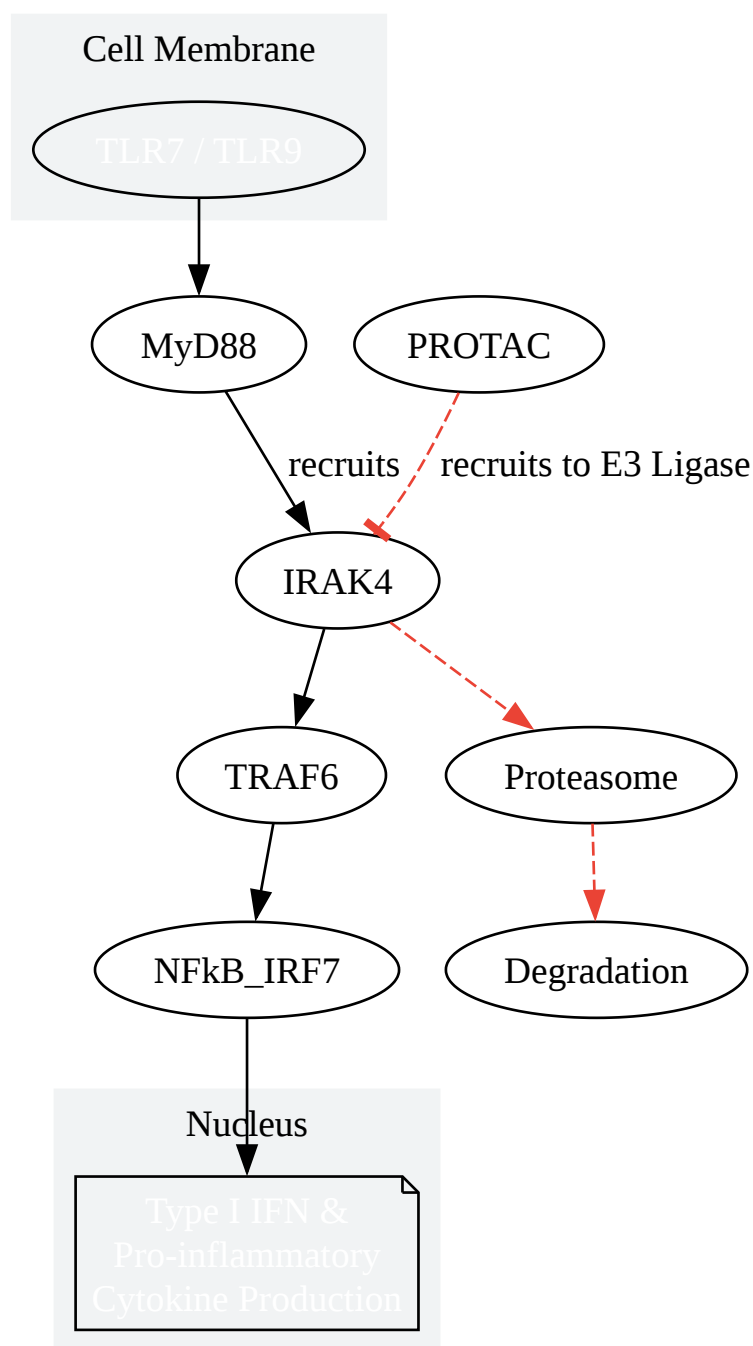 Cell Membrane
TLR7 / TLR9
MyD88
PROTAC
recruits
recruits to E3 Ligase
IRAK4
TRAF6
Proteasome
NFkB_IRF7
Degradation
Nucleus
Type I IFN &
Pro-inflammatory
Cytokine Production